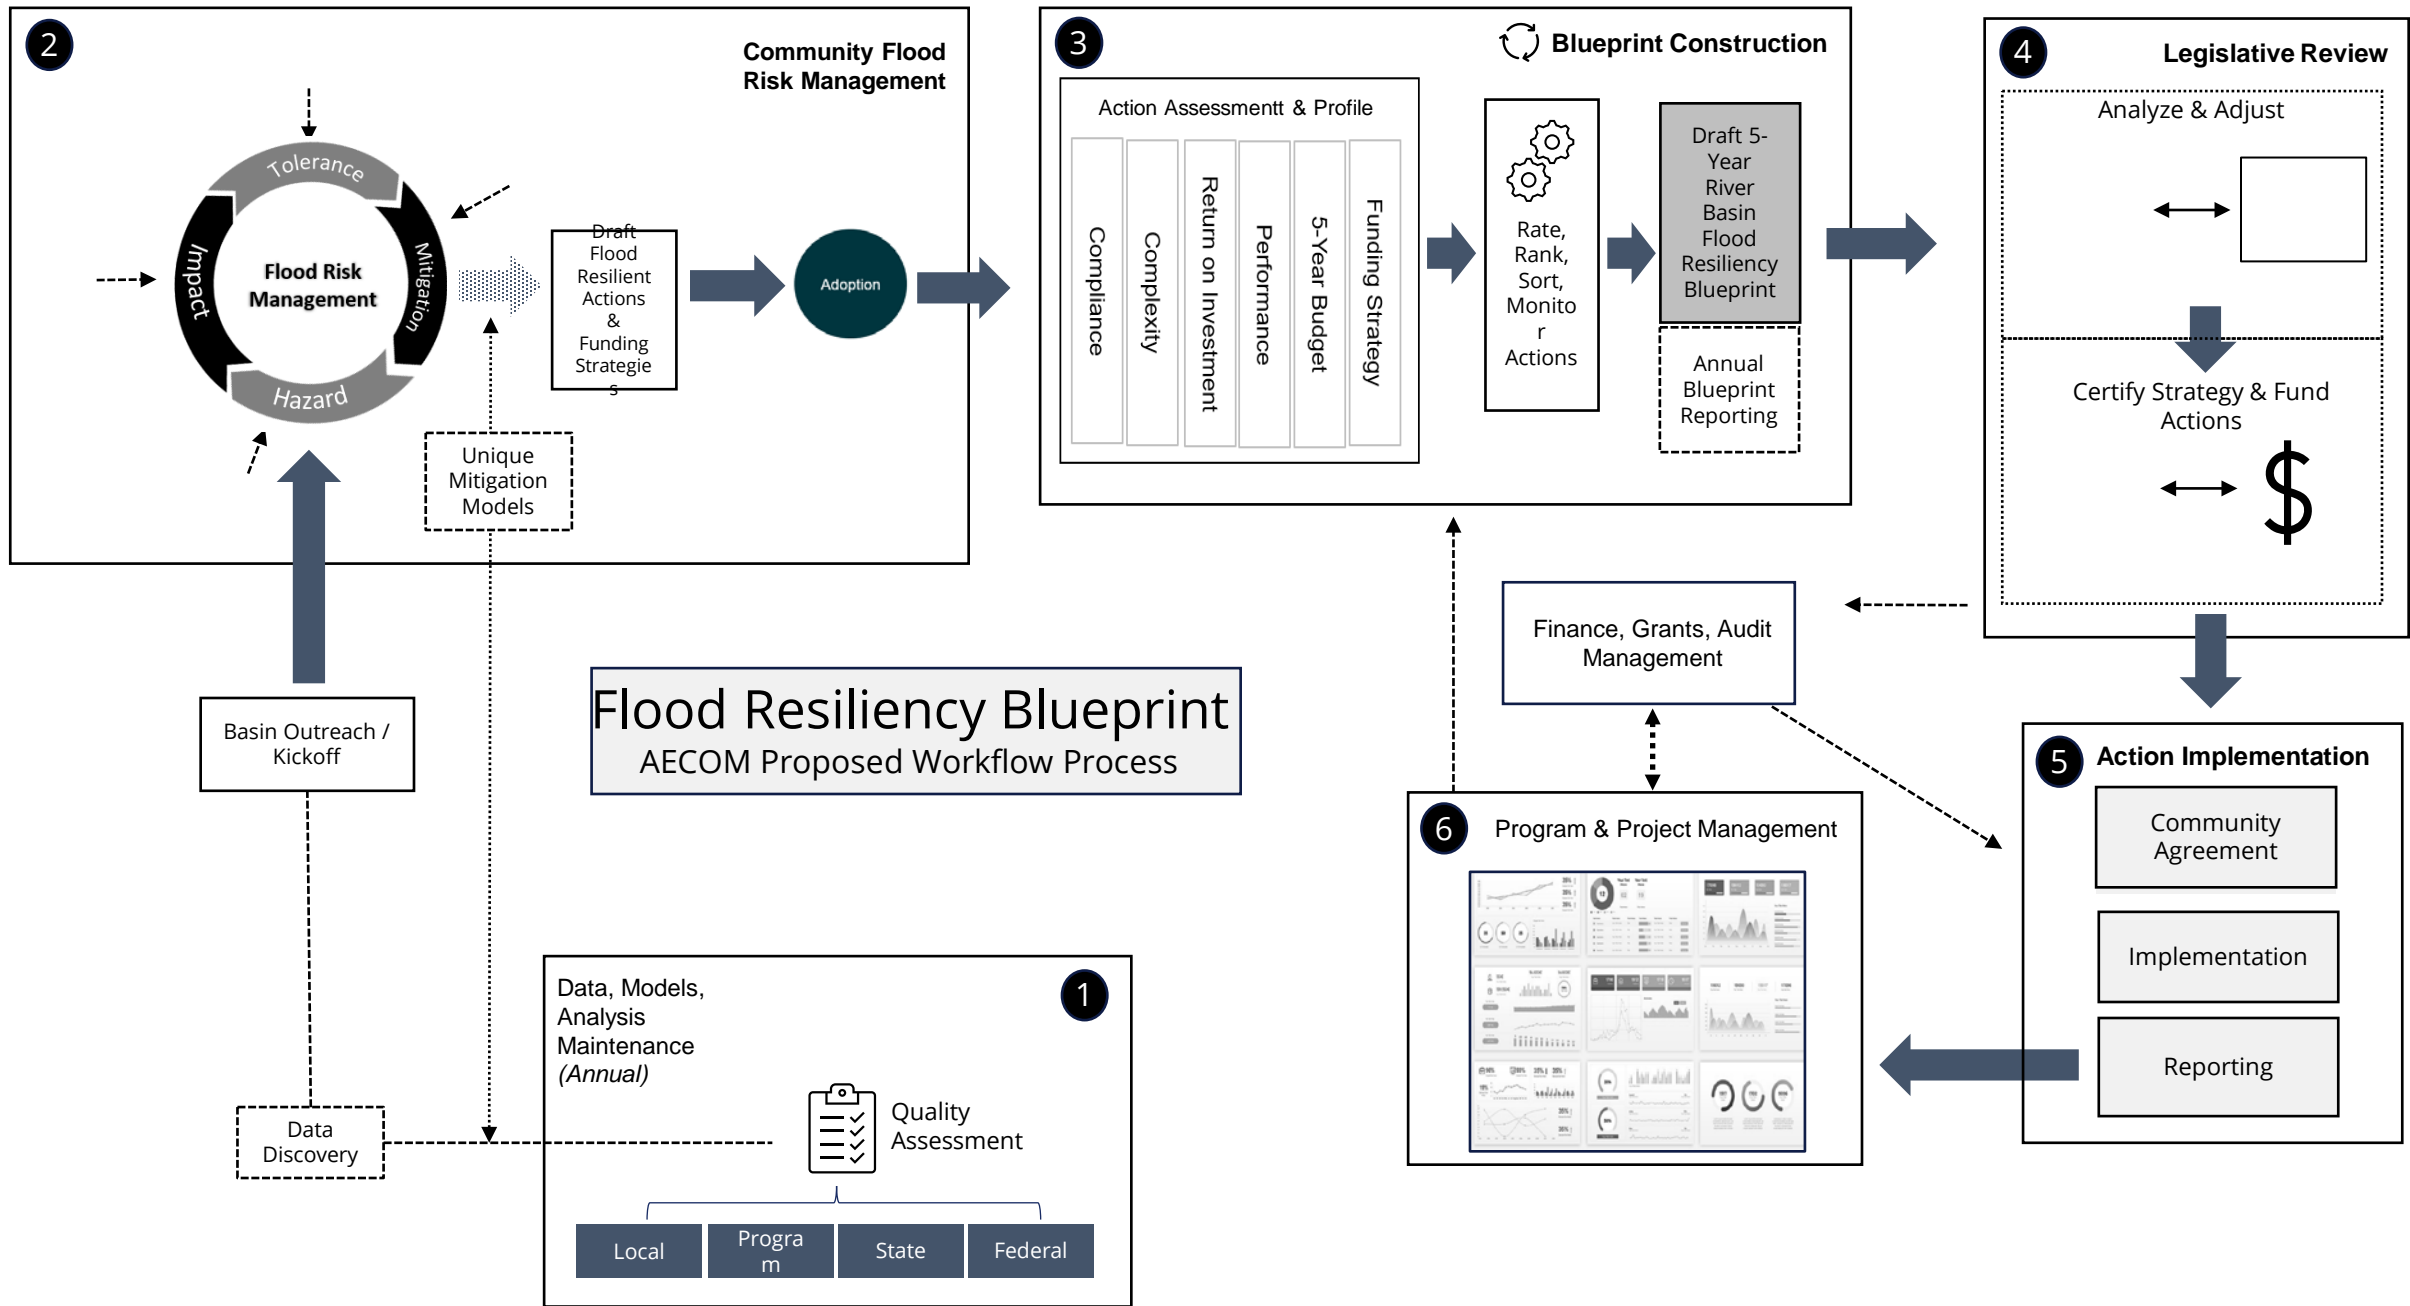 2
Community Flood
Risk Management
Tolerance
Mitigation
Hazard
Impact
Flood Risk
Management
Draft
Flood
Resilient
Actions
&
Funding
Strategie
s
Adoption
Unique
Mitigation
Models
3
Blueprint Construction
Action Assessmentt & Profile
Compliance
Complexity
Return on Investment
Performance
5-Year Budget
Funding Strategy
Rate,
Rank,
Sort,
Monito
r
Actions
Draft 5-
Year
River
Basin
Flood
Resiliency
Blueprint
Annual
Blueprint
Reporting
4
Legislative Review
Analyze & Adjust
Certify Strategy & Fund
Actions
$
Finance, Grants, Audit
Management
Basin Outreach /
Kickoff
Flood Resiliency Blueprint
AECOM Proposed Workflow Process
5
Action Implementation
Community
Agreement
Implementation
Reporting
6
Program & Project Management
Data
Discovery
1
Data, Models,
Analysis
Maintenance
(Annual)
Quality
Assessment
Local
Progra
m
State
Federal